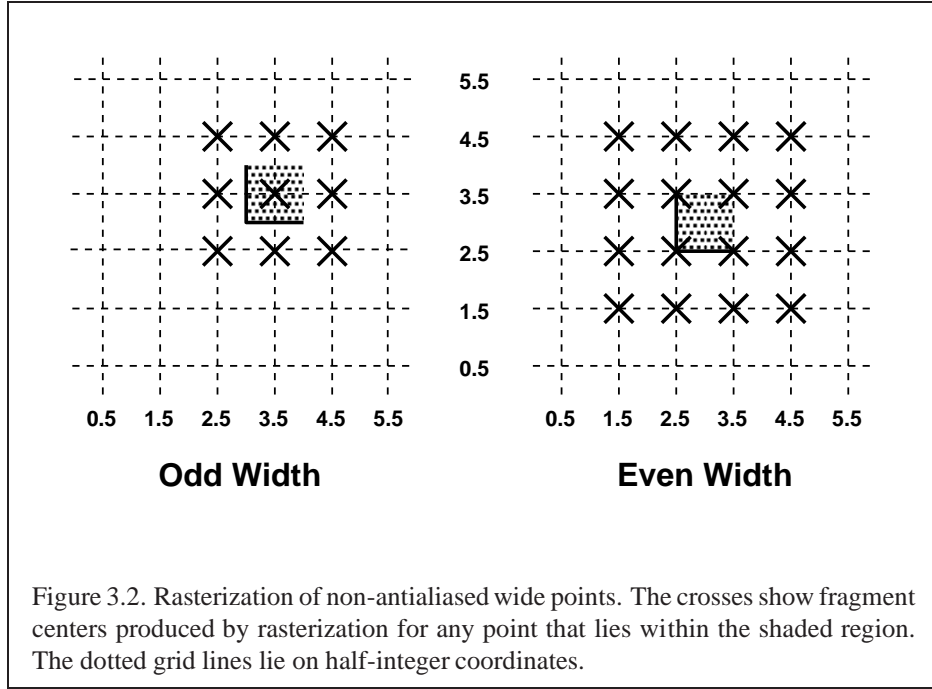 5.5
4.5
3.5
2.5
1.5
0.5
0.5 1.5 2.5 3.5 4.5 5.5
0.5 1.5 2.5 3.5 4.5 5.5
Odd Width
Even Width
Figure 3.2. Rasterization of non-antialiased wide points. The crosses show fragment
centers produced by rasterization for any point that lies within the shaded region.
The dotted grid lines lie on half-integer coordinates.